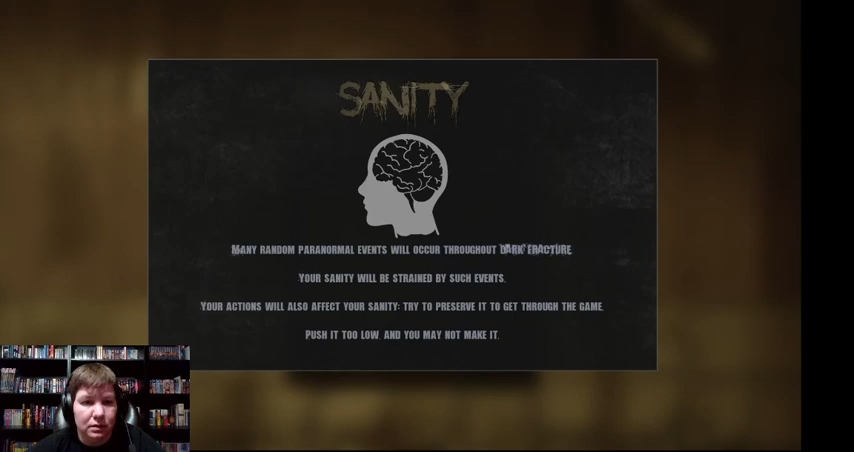 SANITY
MANY RANDOM PARANORMAL EVENTS WILL OCCUR THROUGHOUT DARK FRACTURE.
YOUR SANITY WILL BE STRAINED BY SUCH EVENTS.
YOUR ACTIONS WILL ALSO AFFECT YOUR SANITY; TRY TO PRESERVE IT TO GET THROUGH THE GAME.
PUSH IT TOO LOW, AND YOU MAY NOT MAKE IT.